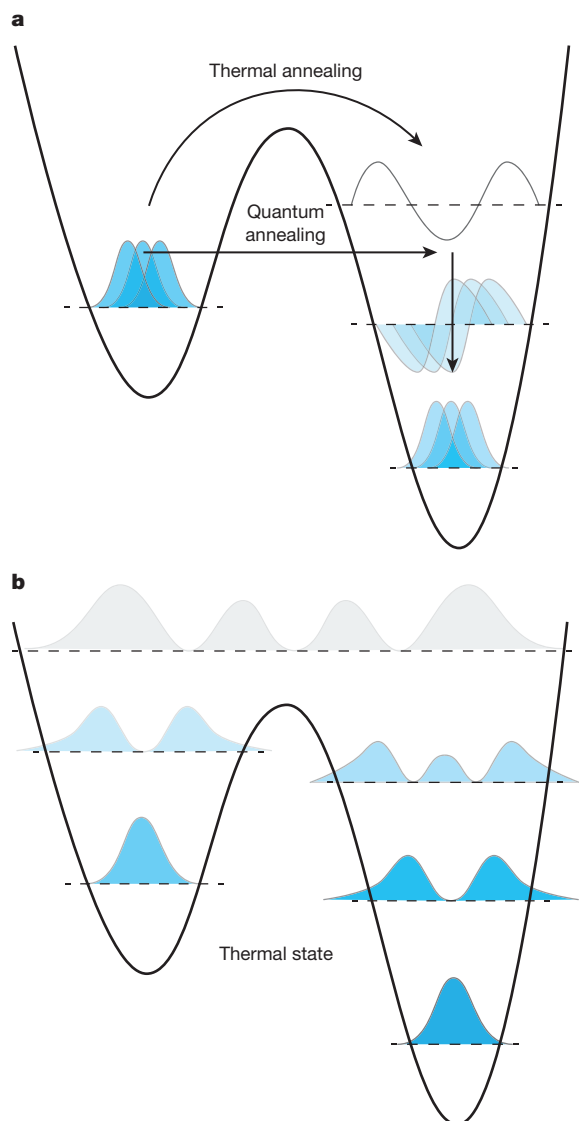 a
Thermal annealing
Quantum
annealing
b
Thermal state